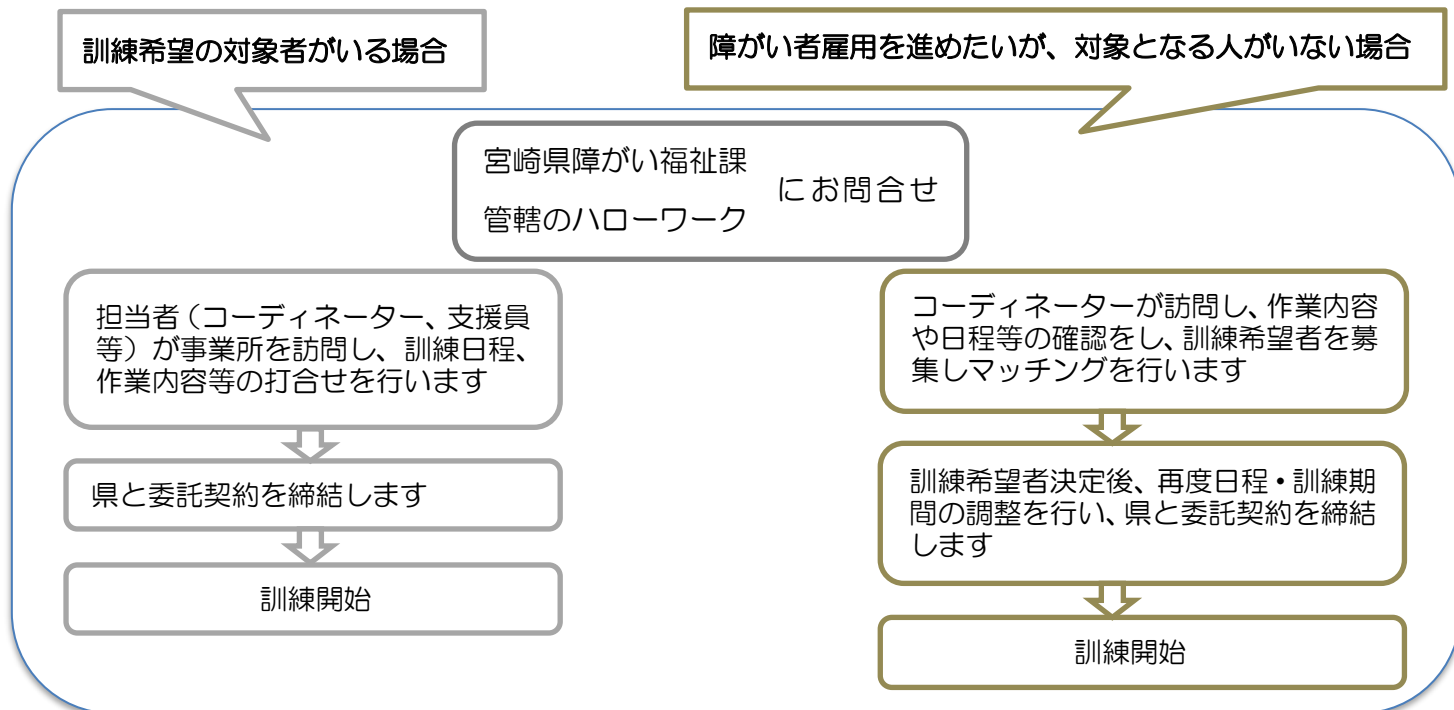 訓練希望の対象者がいる場合
障がい者雇用を進めたいが、対象となる人がいない場合
宮崎県障がい福祉課
管轄のハローワーク
にお問合せ
担当者（コーディネーター、支援員
等）が事業所を訪問し、訓練日程、
作業内容等の打合せを行います
県と委託契約を締結します
訓練開始
コーディネーターが訪問し、作業内容
や日程等の確認をし、訓練希望者を募
集しマッチングを行います
訓練希望者決定後、再度日程・訓練期
間の調整を行い、県と委託契約を締結
します
訓練開始